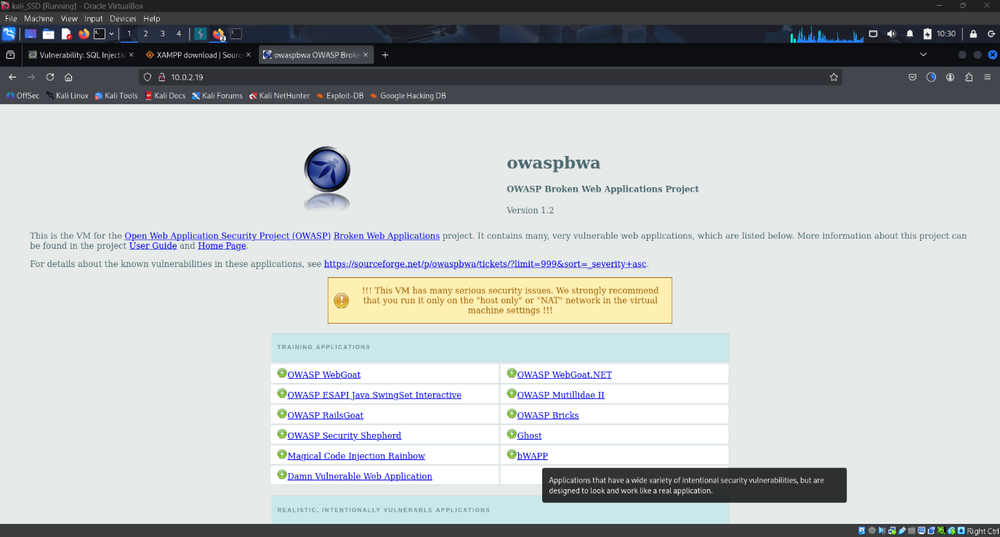 kali_SSD [Running] - Oracle VirtualBox
File Machine View Input Devices Help
1 2 3 4 2 10:30
Vulnerability: SQL Injectio XAMPP download | Sourc owaspbwa OWASP Broke
10.0.2.19
OffSec Kali Linux Kali Tools Kali Docs Kali Forums Kali NetHunter Exploit-DB Google Hacking DB
owaspbwa
OWASP Broken Web Applications Project
Version 1.2
This is the VM for the Open Web Application Security Project (OWASP) Broken Web Applications project. It contains many, very vulnerable web applications, which are listed below. More information about this project can
be found in the project User Guide and Home Page.
For details about the known vulnerabilities in these applications, see https://sourceforge.net/p/owaspbwa/tickets/?limit=999&sort=_severity+asc.
!!! This VM has many serious security issues. We strongly recommend
that you run it only on the "host only" or "NAT" network in the virtual
machine settings !!!
TRAINING APPLICATIONS
OWASP WebGoat OWASP WebGoat.NET
OWASP ESAPI Java SwingSet Interactive OWASP Mutillidae II
OWASP RailsGoat OWASP Bricks
OWASP Security Shepherd Ghost
Magical Code Injection Rainbow bWAPP
Damn Vulnerable Web Application
Applications that have a wide variety of intentional security vulnerabilities, but are
designed to look and work like a real application.
REALISTIC, INTENTIONALLY VULNERABLE APPLICATIONS
Right Ctrl